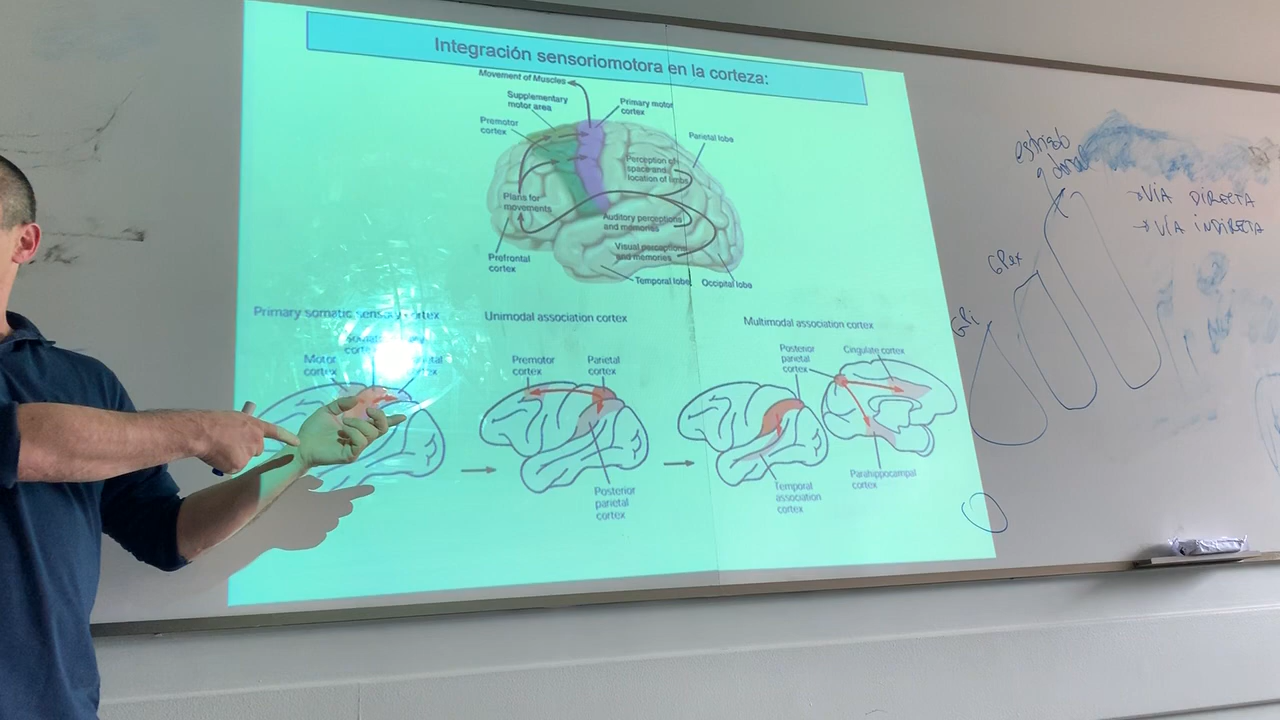 Integración sensoriomotora en la corteza:
Movement of Muscles
Supplementary
motor area
Primary motor
cortex
Premotor
cortex
Parietal lobe
Perception of
space and
location of limbs
Plans for
movements
Auditory perceptions
and memories
Visual perceptions
and memories
Prefrontal
cortex
Temporal lobe
Occipital lobe
Primary somatic sensory cortex
Unimodal association cortex
Multimodal association cortex
Motor
cortex
Premotor
cortex
Parietal
cortex
Posterior
parietal
cortex
Cingulate cortex
Posterior
parietal
cortex
Temporal
association
cortex
Parahippocampal
cortex
→VÍA DIRECTA
→VÍA INDIRECTA
GPex
GPi